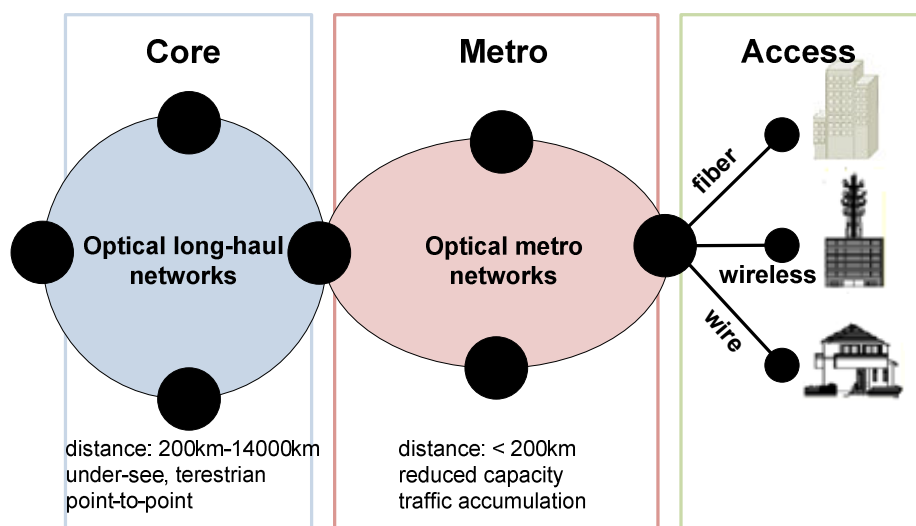 Core
Metro
Access
Optical long-haul
networks
Optical metro
networks
fiber
wireless
wire
distance: 200km-14000km
under-see, terestrian
point-to-point
distance: < 200km
reduced capacity
traffic accumulation